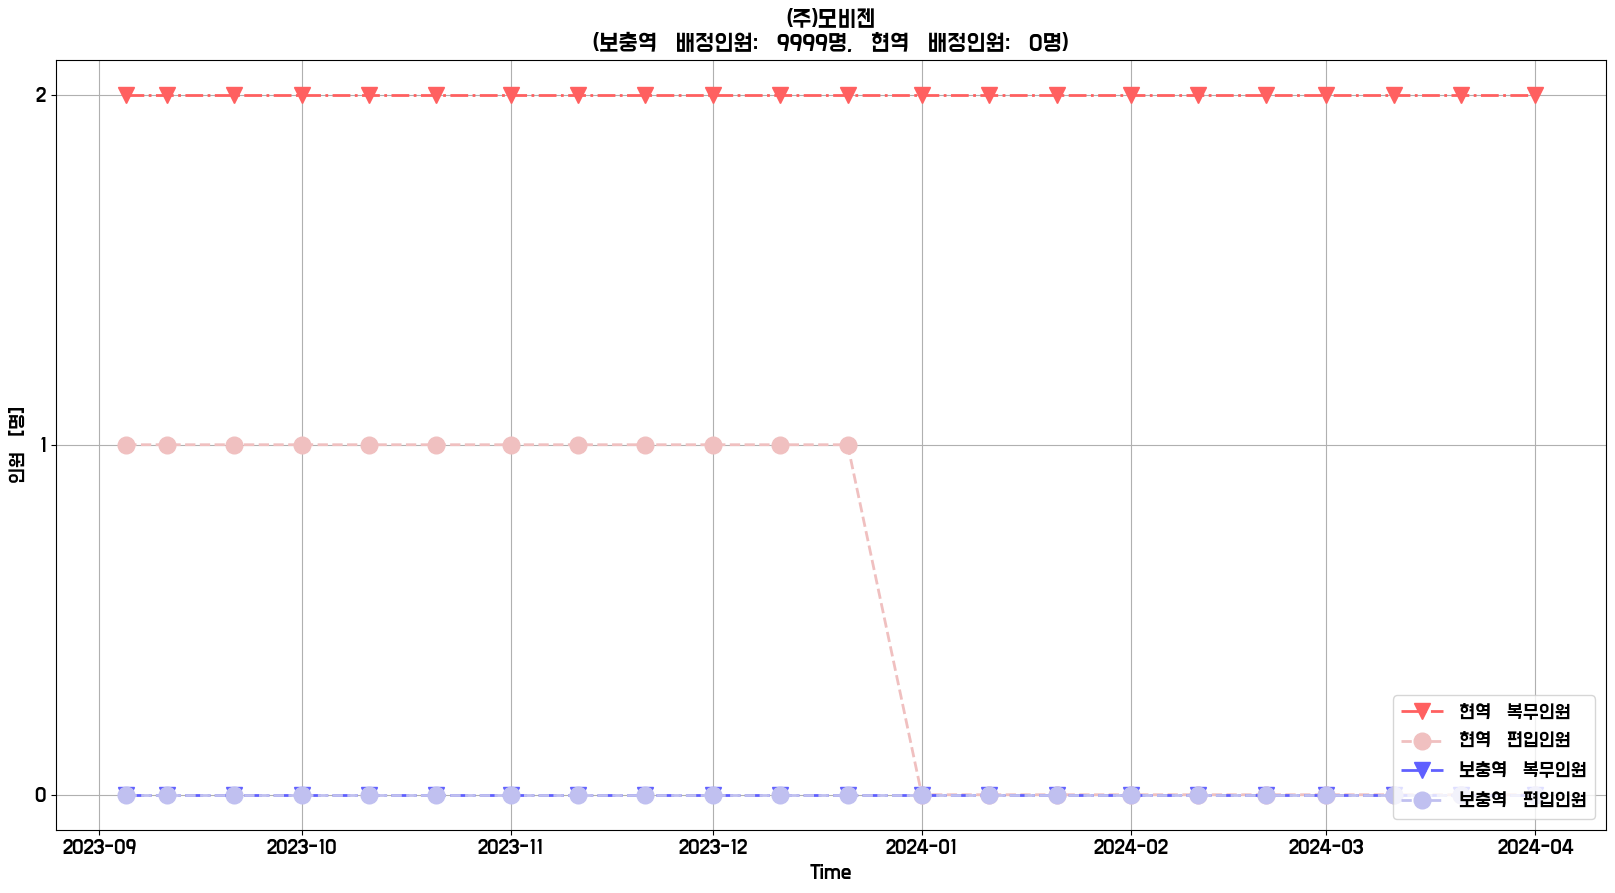 (주)모비젠
(보충역 배정인원: 9999명, 현역 배정인원: 0명)
2
1
0
인원 [명]
현역 복무인원
현역 편입인원
보충역 복무인원
보충역 편입인원
2023-09 2023-10 2023-11 2023-12 2024-01 2024-02 2024-03 2024-04
Time